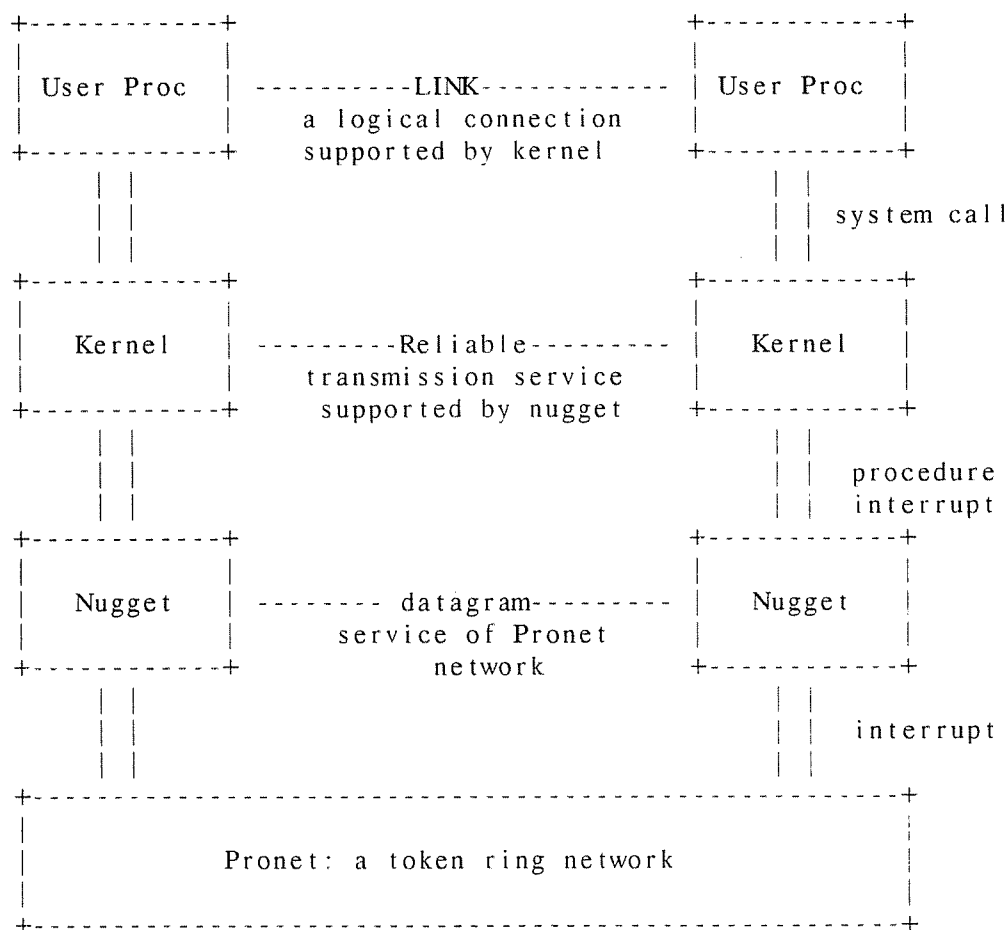 User Proc ----------LINK----------- User Proc
a logical connection
supported by kernel
system call
Kernel ---------Reliable--------- Kernel
transmission service
supported by nugget
procedure
interrupt
Nugget -------- datagram--------- Nugget
service of Pronet
network
interrupt
Pronet: a token ring network